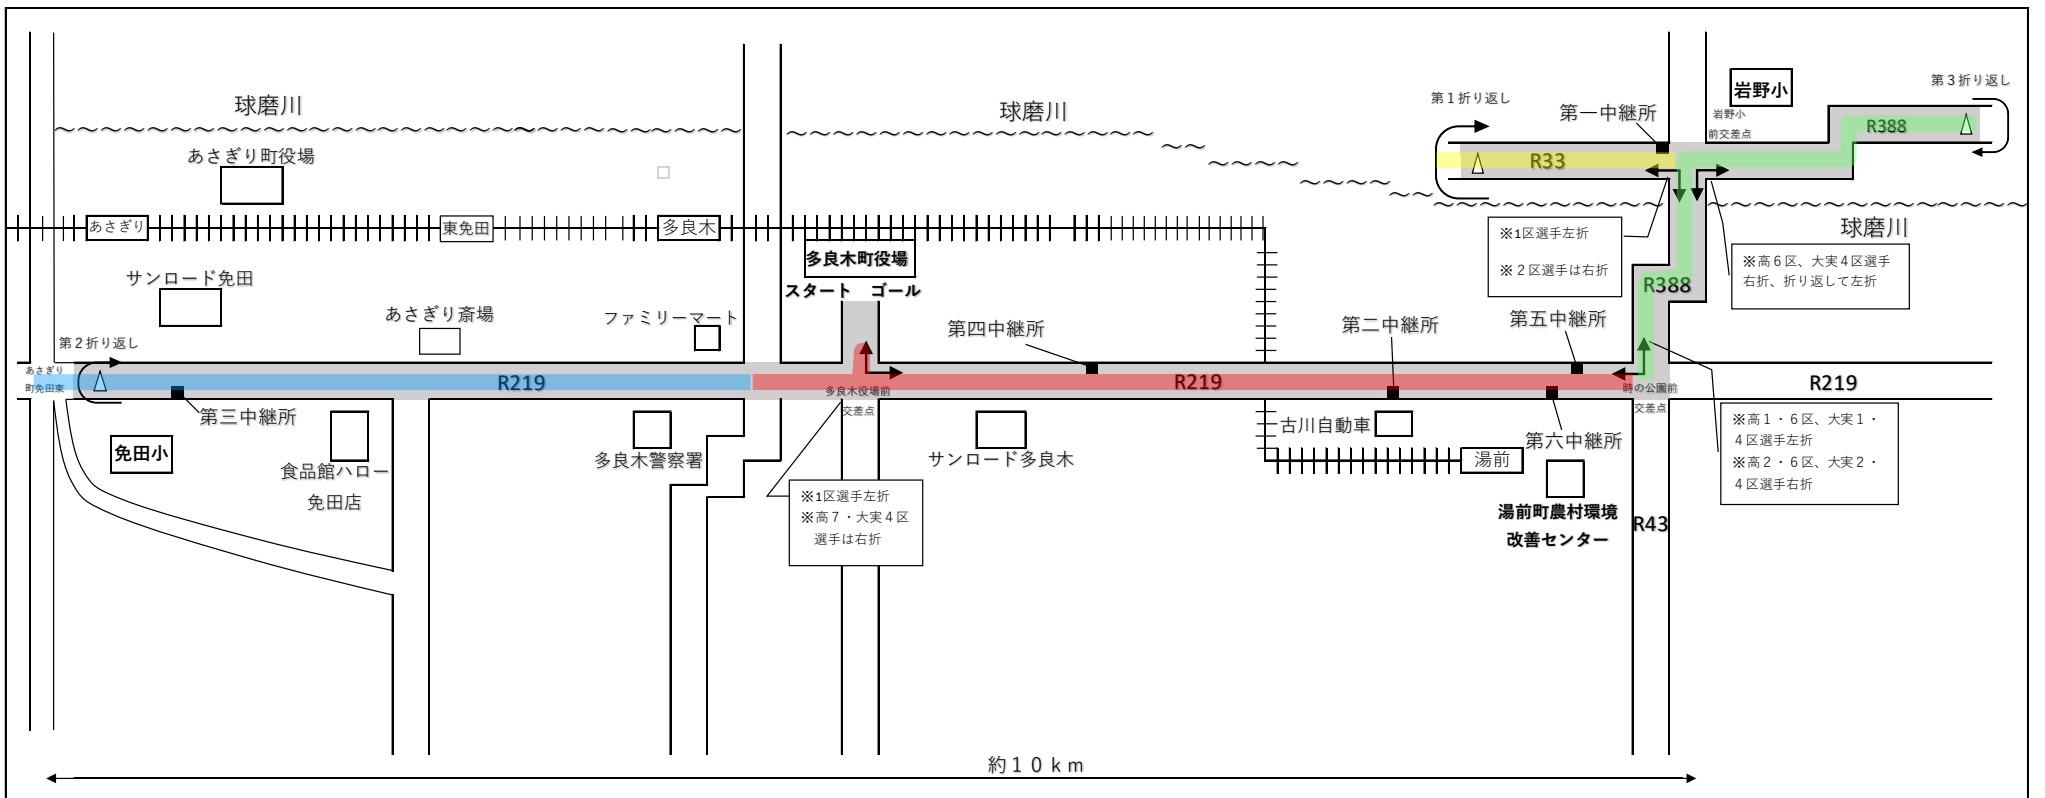 岩野小
第３折り返し
第１折り返し
第一中継所
岩野小
前交差点
球磨川
球磨川
R388
R33
あさぎり町役場
あさぎり
東免田
多良木
多良木町役場
スタート　ゴール
※1区選手左折
※２区選手は右折
球磨川
※高６区、大実４区選手
右折、折り返して左折
サンロード免田
R388
あさぎり斎場
ファミリーマート
第四中継所
第二中継所
第五中継所
第２折り返し
あさぎり
町免田東
R219
多良木役場前
交差点
R219
時の公園前
交差点
R219
第三中継所
免田小
食品館ハロー
免田店
多良木警察署
サンロード多良木
古川自動車
第六中継所
湯前
※高１・６区、大実１・
４区選手左折
※高２・６区、大実２・
４区選手右折
※1区選手左折
※高７・大実４区
選手は右折
湯前町農村環境
改善センター
R43
約１０ｋｍ